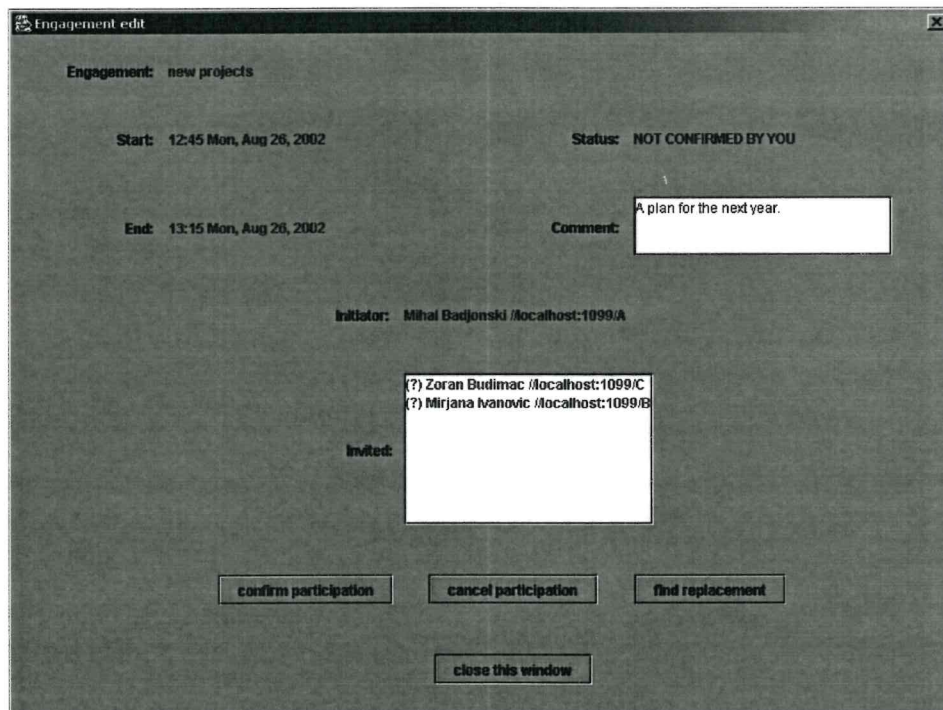 Engagement edit
Engagement: new projects
Start: 12:45 Mon, Aug 26, 2002
Status: NOT CONFIRMED BY YOU
End: 13:15 Mon, Aug 26, 2002
Comment: A plan for the next year.
Initiator: Mihal Badjonski //localhost:1099/A
Invited:
(?) Zoran Budimac //localhost:1099/C
(?) Mirjana Ivanovic //localhost:1099/B
confirm participation
cancel participation
find replacement
close this window